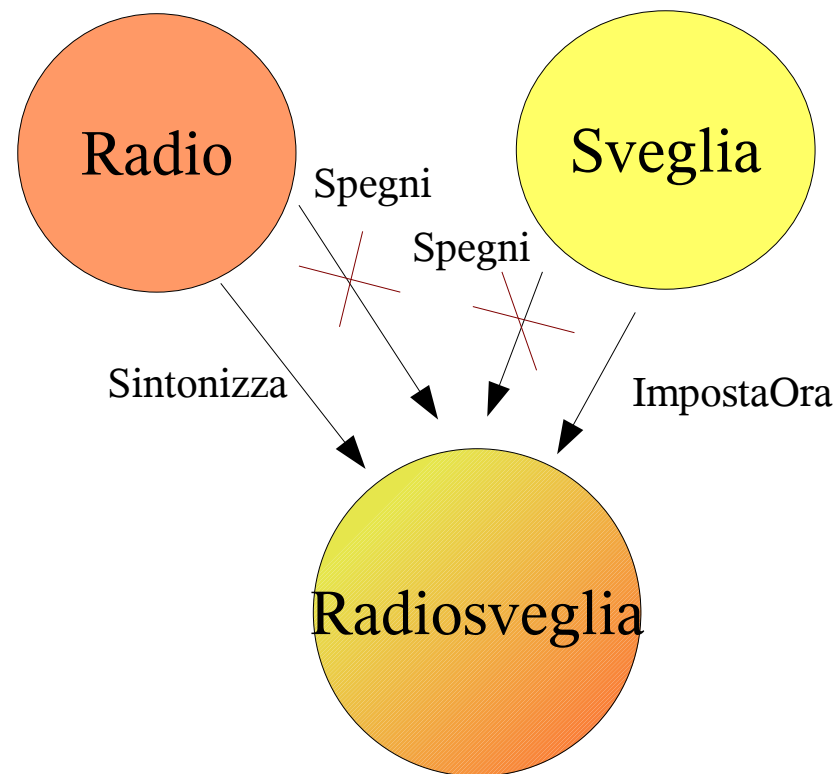 Radio
Sveglia
Spegni
Spegni
Sintonizza
ImpostaOra
Radiosveglia